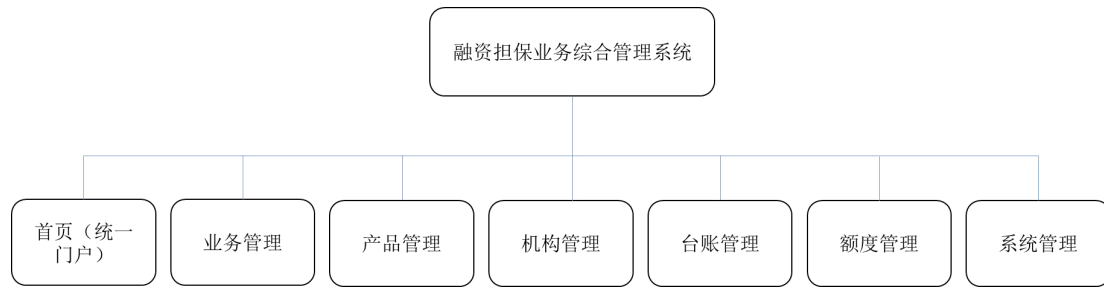 融资担保业务综合管理系统
首页（统一
门户）
业务管理
产品管理
机构管理
台账管理
额度管理
系统管理